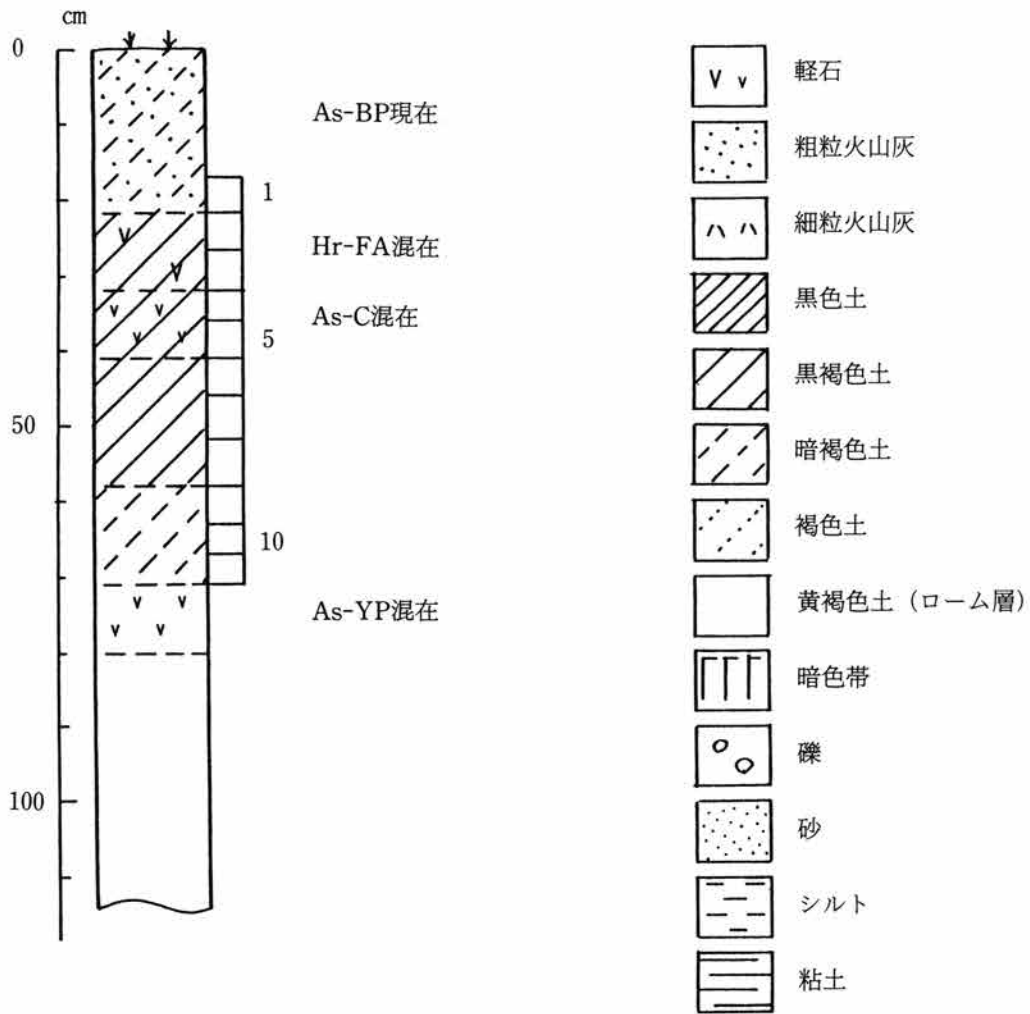 cm
0
50
100
1
5
10
As-BP現在
Hr-FA混在
As-C混在
As-YP混在
軽石
粗粒火山灰
細粒火山灰
黒色土
黒褐色土
暗褐色土
褐色土
黄褐色土（ローム層）
暗色帯
礫
砂
シルト
粘土